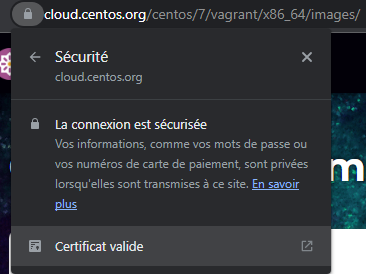 cloud.centos.org/centos/7/vagrant/x86_64/images/
Sécurité
cloud.centos.org
La connexion est sécurisée
Vos informations, comme vos mots de passe ou
vos numéros de carte de paiement, sont privées
lorsqu'elles sont transmises à ce site. En savoir
plus
Certificat valide